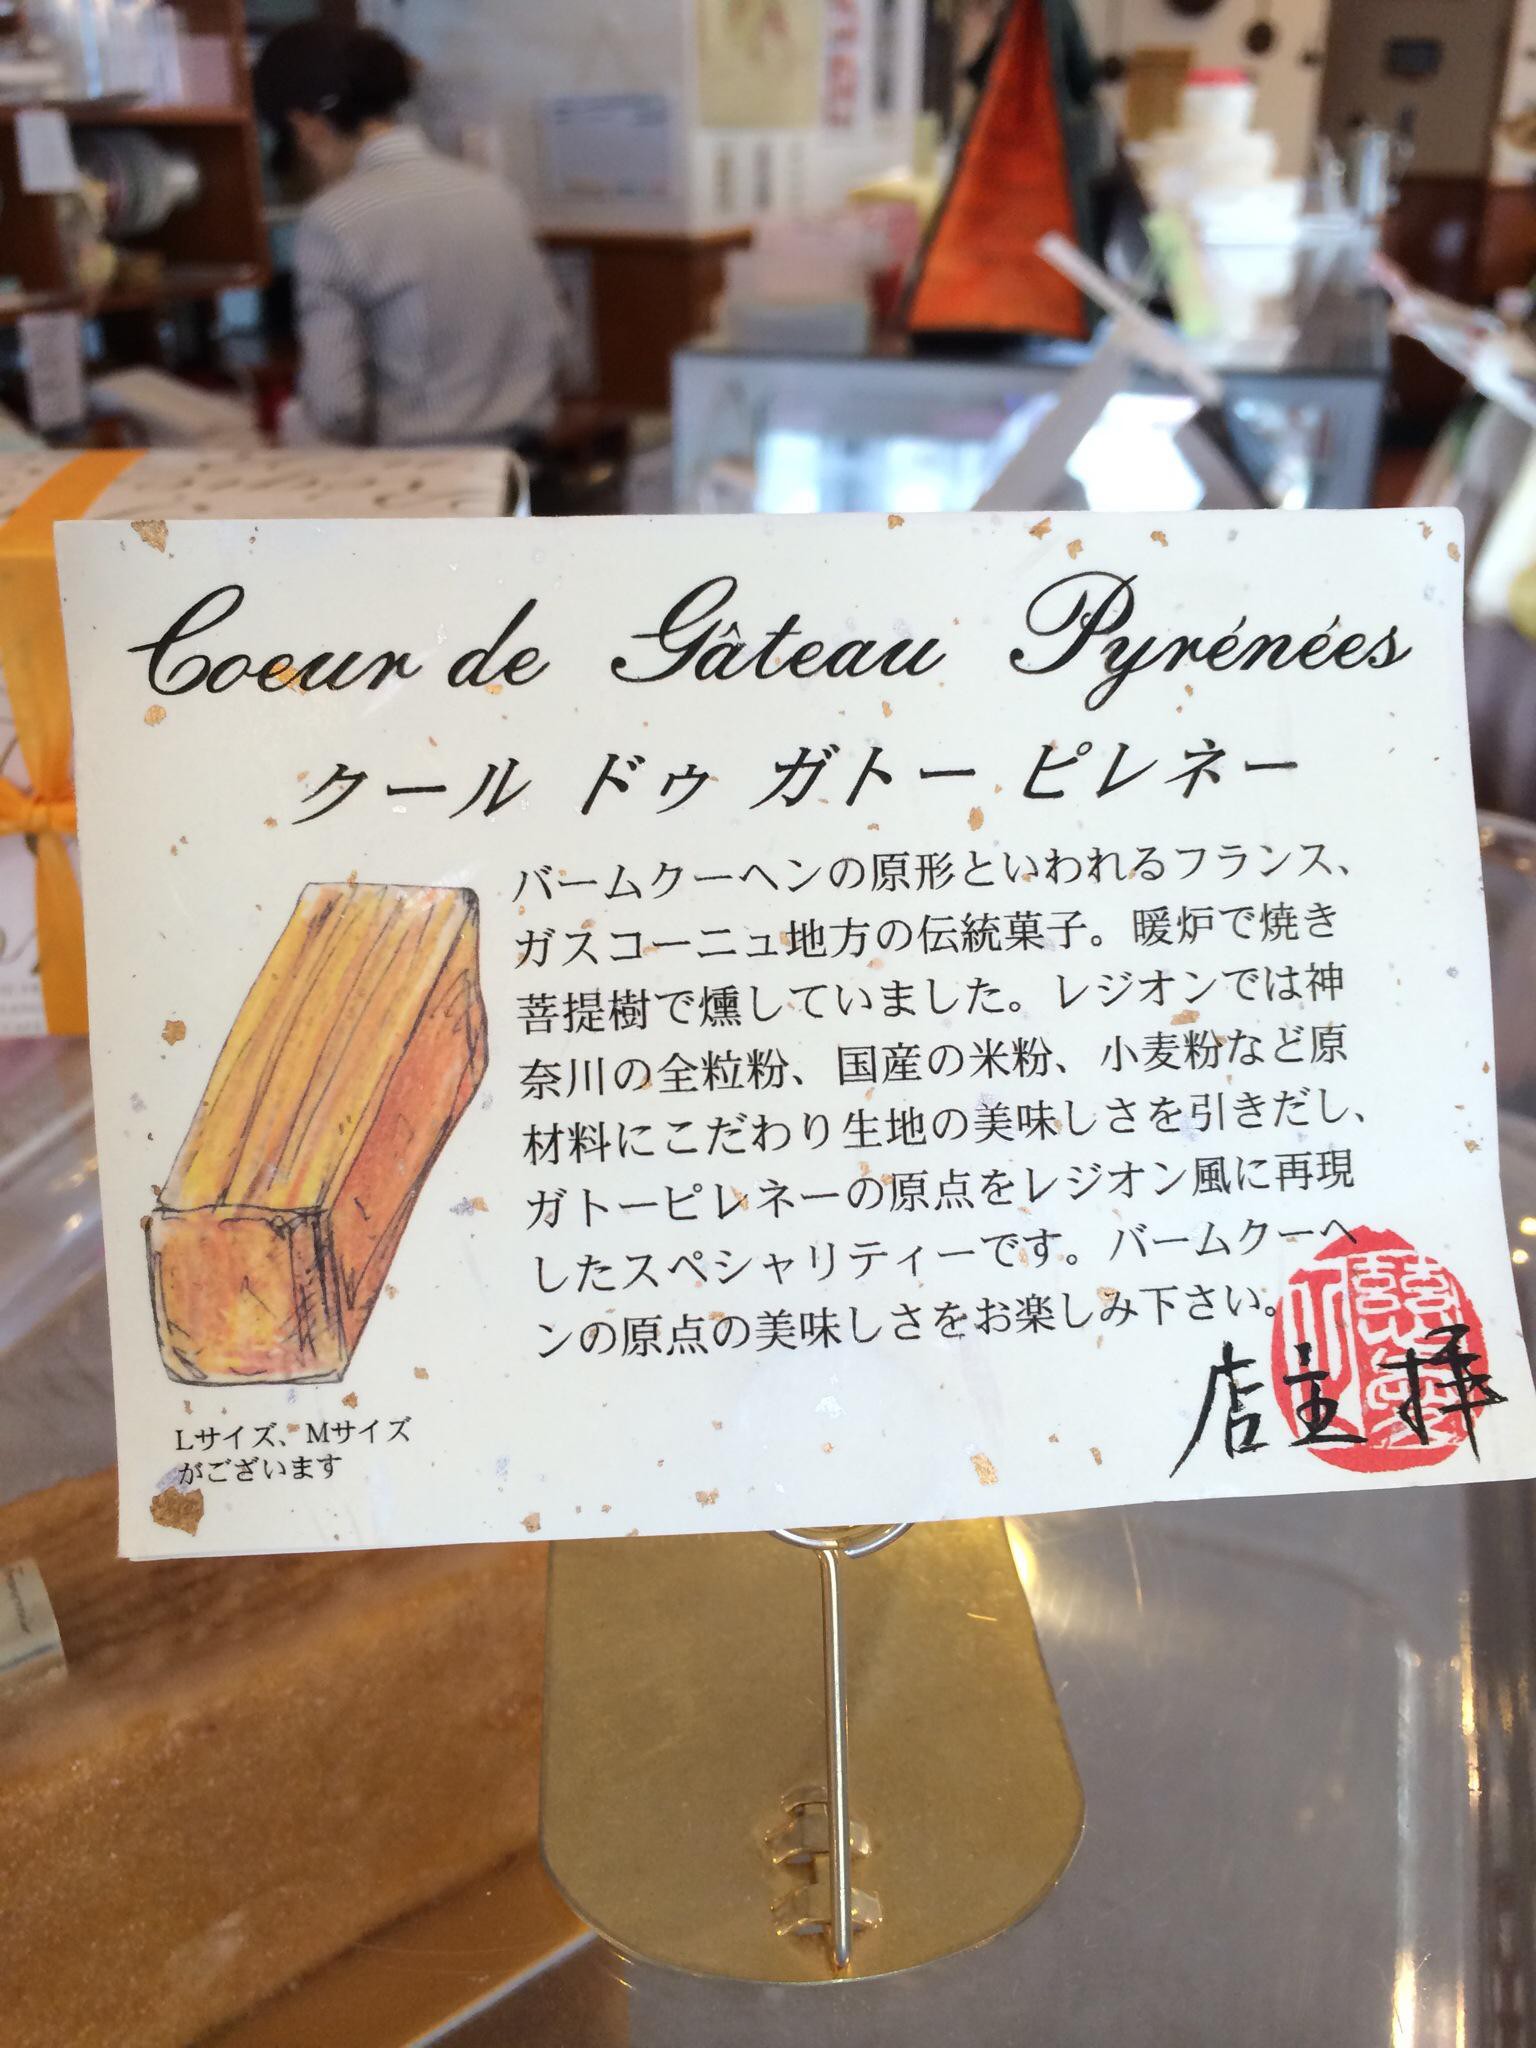 Coeur de Gâteau Pyrénées
クール ドゥ ガトー ピレネー
バームクーヘンの原形といわれるフランス、
ガスコーニュ地方の伝統菓子。暖炉で焼き
菩提樹で燻していました。レジオンでは神
奈川の全粒粉、国産の米粉、小麦粉など原
材料にこだわり生地の美味しさを引きだし、
ガトーピレネーの原点をレジオン風に再現
したスペシャリティーです。バームクーヘ
ンの原点の美味しさをお楽しみ下さい。
店主 拝
Lサイズ、Mサイズ
がございます